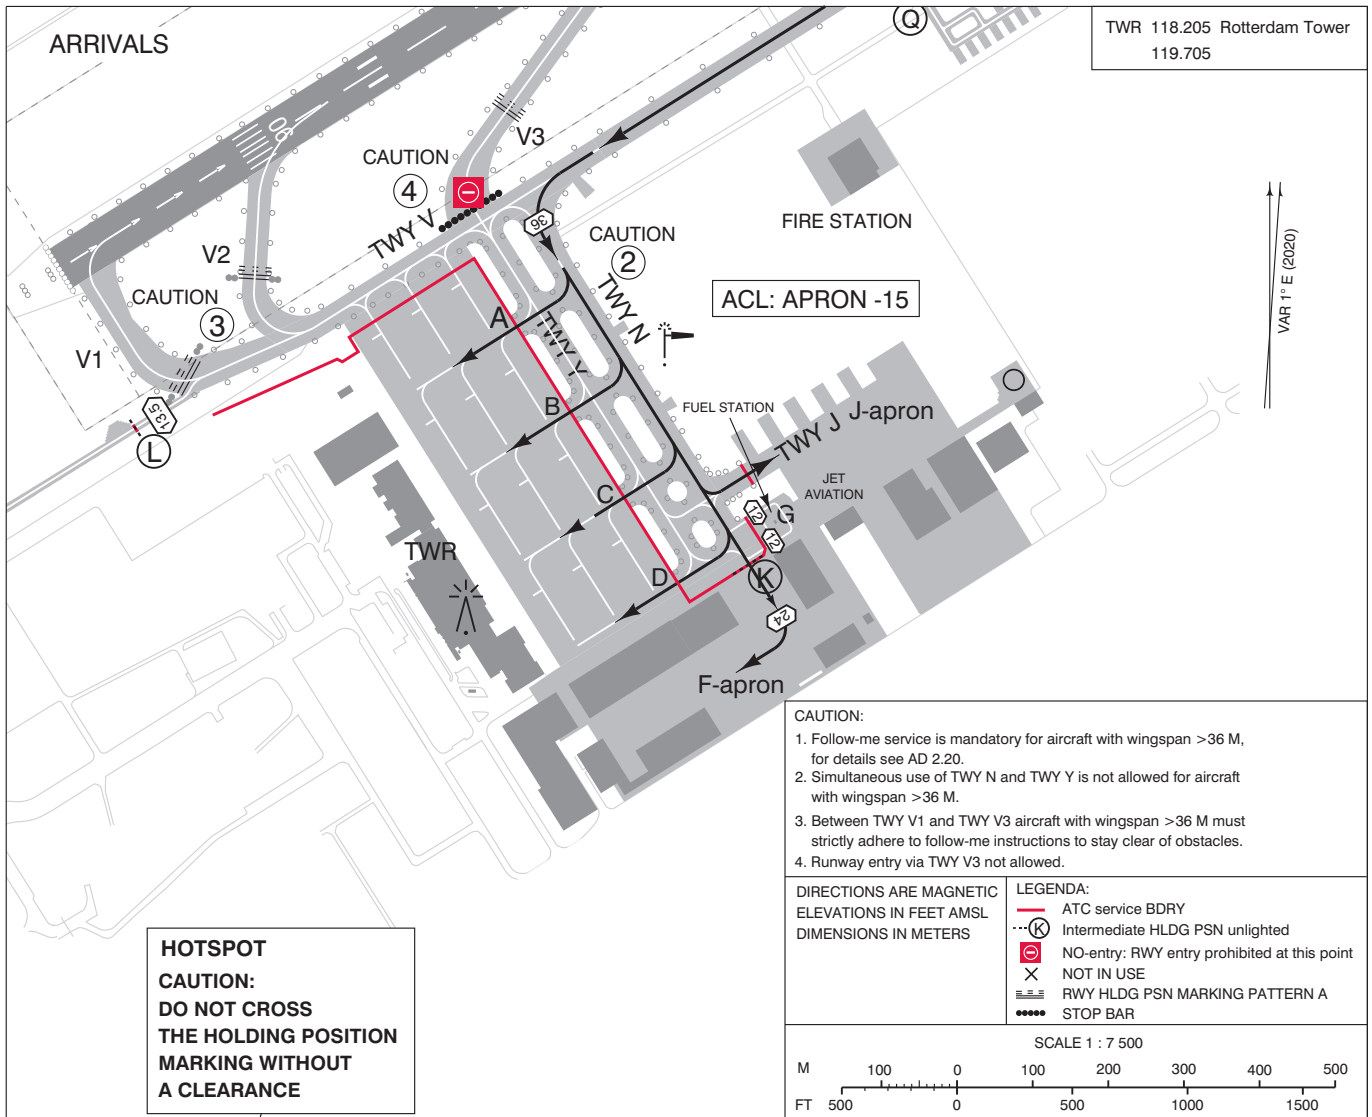 ARRIVALS
TWR 118.205 Rotterdam Tower
119.705
Q
06
V3
CAUTION
4
TWY V
36
CAUTION
2
TWY N
FIRE STATION
VAR 1° E (2020)
V2
CAUTION
3
ACL: APRON -15
A
TWY Y
V1
13.5
L
B
FUEL STATION
TWY J
J-apron
JET
AVIATION
C
12
G
12
TWR
D
K
24
F-apron
CAUTION:
1. Follow-me service is mandatory for aircraft with wingspan >36 M,
for details see AD 2.20.
2. Simultaneous use of TWY N and TWY Y is not allowed for aircraft
with wingspan >36 M.
3. Between TWY V1 and TWY V3 aircraft with wingspan >36 M must
strictly adhere to follow-me instructions to stay clear of obstacles.
4. Runway entry via TWY V3 not allowed.
DIRECTIONS ARE MAGNETIC
ELEVATIONS IN FEET AMSL
DIMENSIONS IN METERS
LEGENDA:
ATC service BDRY
K Intermediate HLDG PSN unlighted
NO-entry: RWY entry prohibited at this point
NOT IN USE
RWY HLDG PSN MARKING PATTERN A
STOP BAR
HOTSPOT
CAUTION:
DO NOT CROSS
THE HOLDING POSITION
MARKING WITHOUT
A CLEARANCE
SCALE 1 : 7 500
M 100 0 100 200 300 400 500
FT 500 0 500 1000 1500